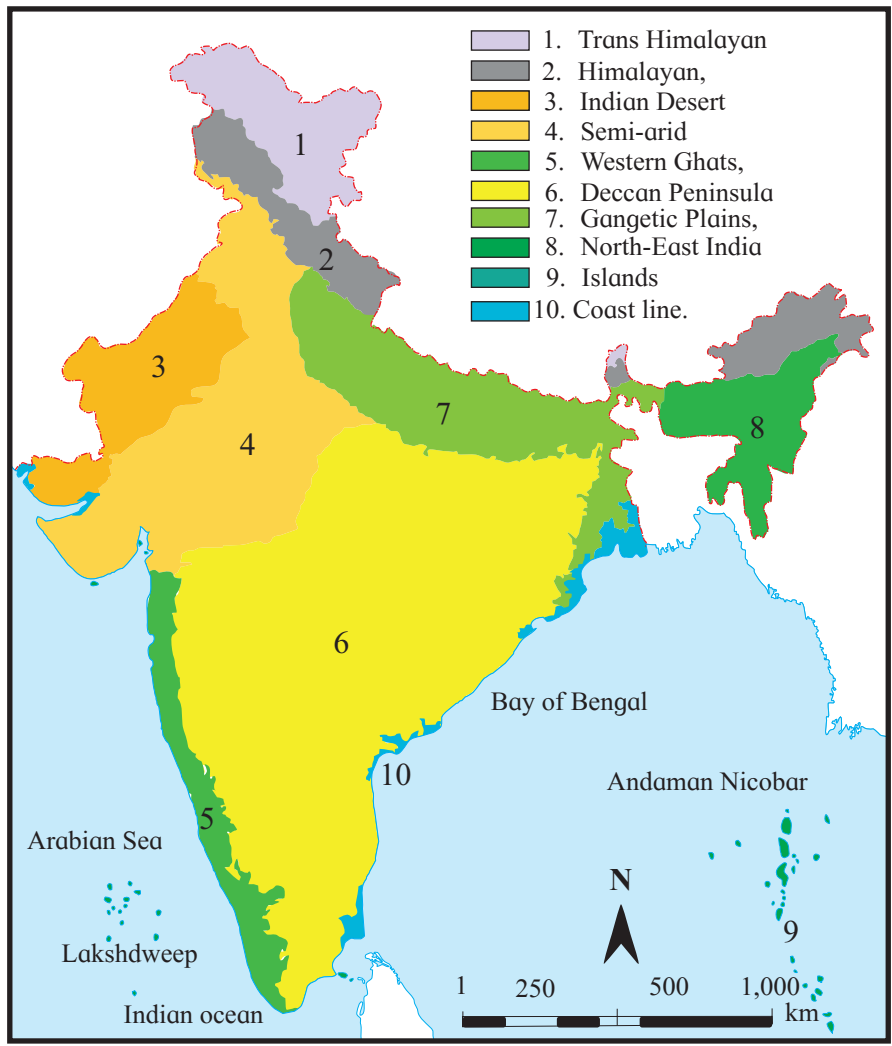 1. Trans Himalayan
2. Himalayan,
3. Indian Desert
4. Semi-arid
5. Western Ghats,
6. Deccan Peninsula
7. Gangetic Plains,
8. North-East India
9. Islands
10. Coast line.
1
2
3
4
7
8
6
Bay of Bengal
10
Andaman Nicobar
5
Arabian Sea
N
9
Lakshdweep
Indian ocean
1 250 500 1,000
km